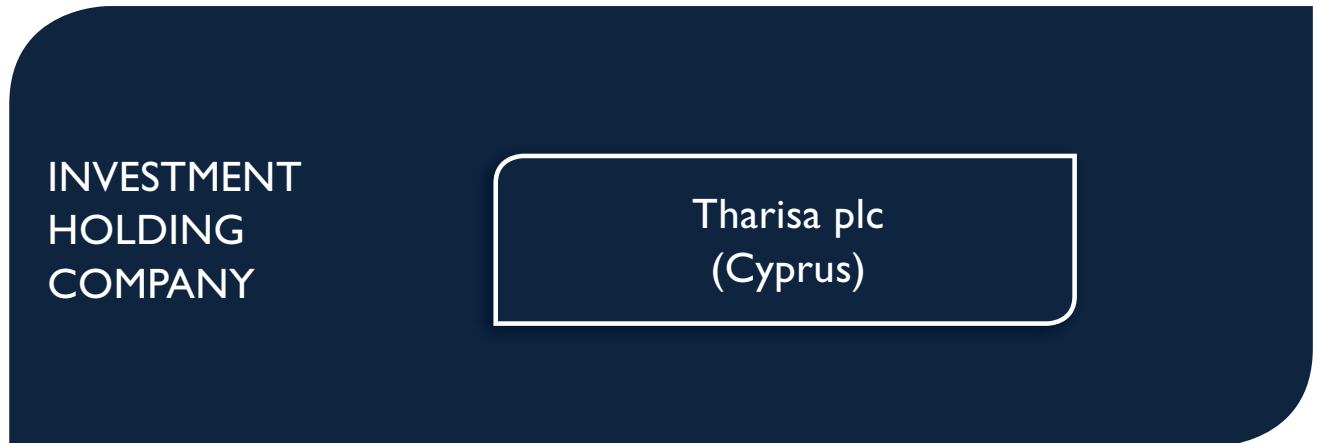 INVESTMENT
HOLDING
COMPANY
Tharisa plc
(Cyprus)